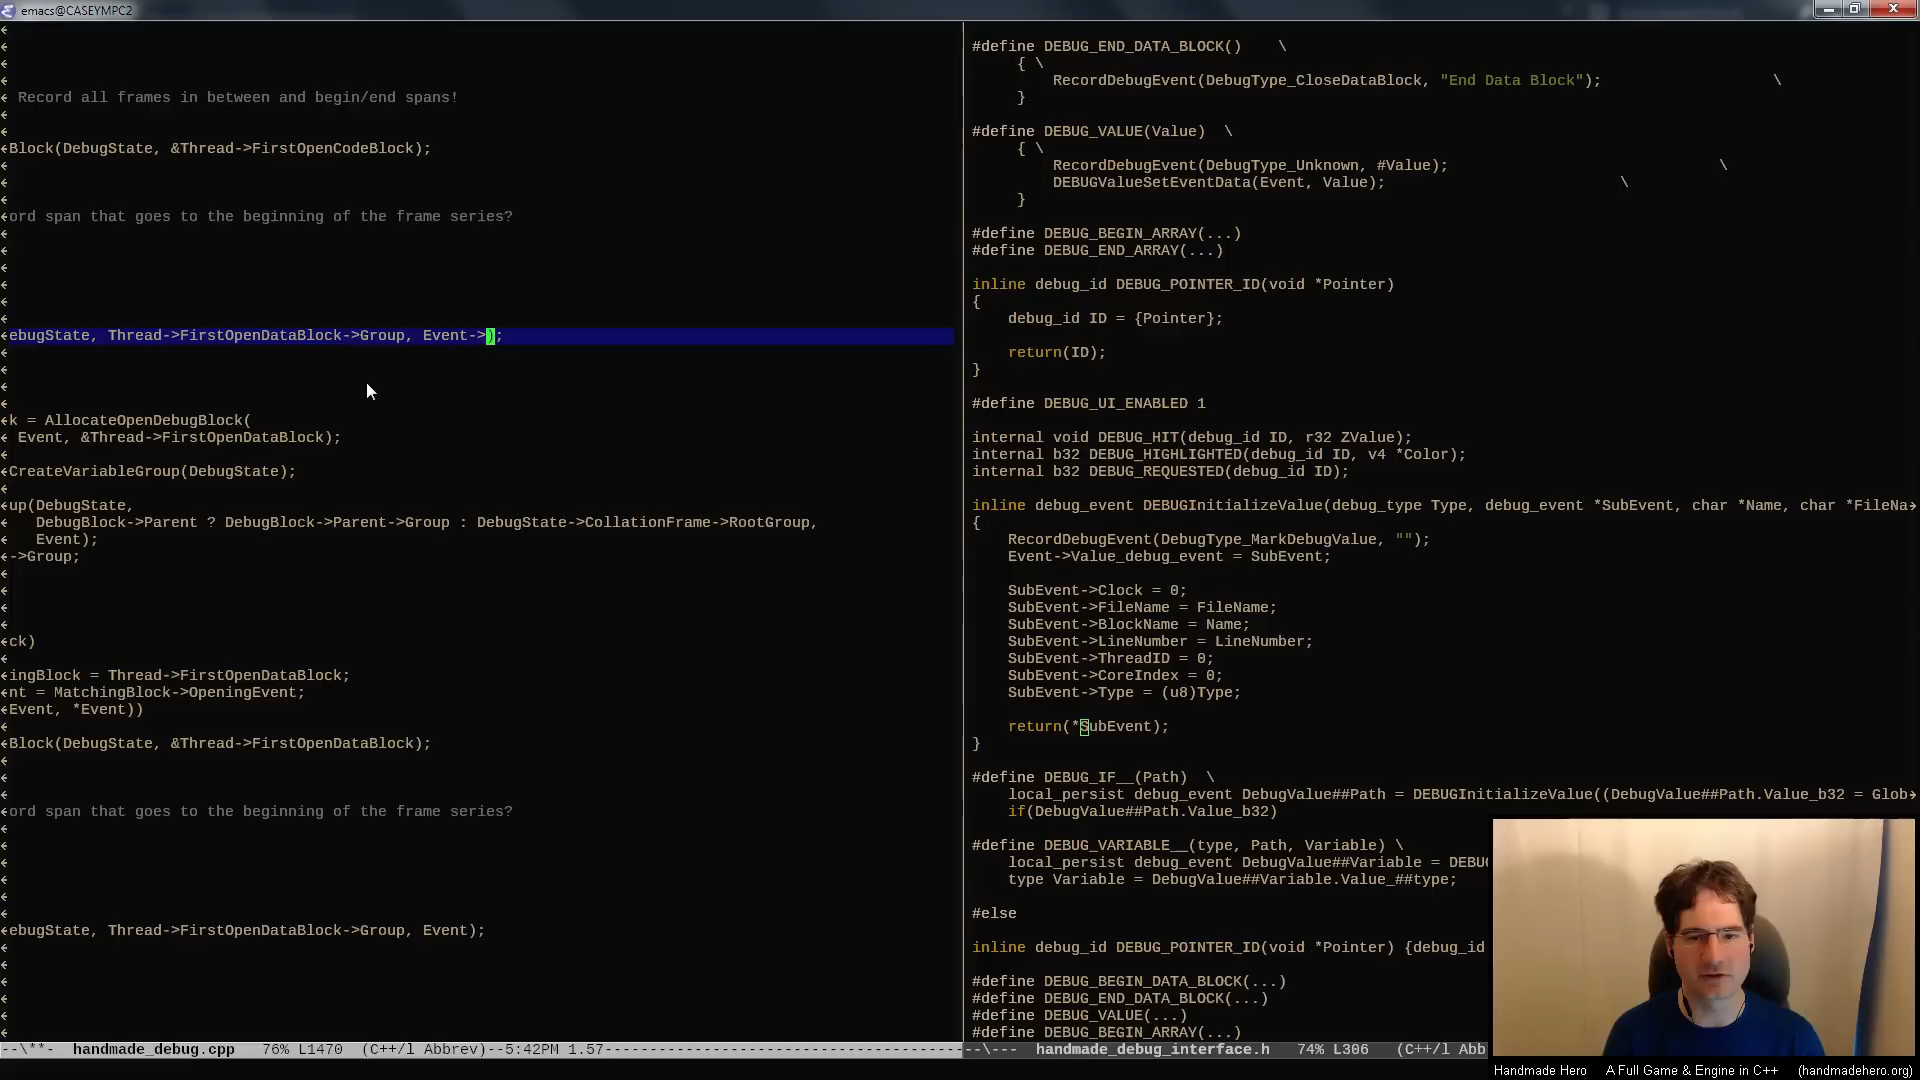 emacs@CASEYMPC2
Record all frames in between and begin/end spans!
Block(DebugState, &Thread->FirstOpenCodeBlock);
ord span that goes to the beginning of the frame series?
ebugState, Thread->FirstOpenDataBlock->Group, Event->);
k = AllocateOpenDebugBlock(
Event, &Thread->FirstOpenDataBlock);
CreateVariableGroup(DebugState);
up(DebugState,
DebugBlock->Parent ? DebugBlock->Parent->Group : DebugState->CollationFrame->RootGroup,
Event);
->Group;
ck)
ingBlock = Thread->FirstOpenDataBlock;
nt = MatchingBlock->OpeningEvent;
Event, *Event))
Block(DebugState, &Thread->FirstOpenDataBlock);
ord span that goes to the beginning of the frame series?
ebugState, Thread->FirstOpenDataBlock->Group, Event);
--\**-  handmade_debug.cpp    76% L1470  (C++/l Abbrev)--5:42PM 1.57
#define DEBUG_END_DATA_BLOCK()    \
{ \
RecordDebugEvent(DebugType_CloseDataBlock, "End Data Block"); \
}
#define DEBUG_VALUE(Value)  \
{ \
RecordDebugEvent(DebugType_Unknown, #Value); \
DEBUGValueSetEventData(Event, Value); \
}
#define DEBUG_BEGIN_ARRAY(...)
#define DEBUG_END_ARRAY(...)
inline debug_id DEBUG_POINTER_ID(void *Pointer)
{
debug_id ID = {Pointer};
return(ID);
}
#define DEBUG_UI_ENABLED 1
internal void DEBUG_HIT(debug_id ID, r32 ZValue);
internal b32 DEBUG_HIGHLIGHTED(debug_id ID, v4 *Color);
internal b32 DEBUG_REQUESTED(debug_id ID);
inline debug_event DEBUGInitializeValue(debug_type Type, debug_event *SubEvent, char *Name, char *FileNa
{
RecordDebugEvent(DebugType_MarkDebugValue, "");
Event->Value_debug_event = SubEvent;
SubEvent->Clock = 0;
SubEvent->FileName = FileName;
SubEvent->BlockName = Name;
SubEvent->LineNumber = LineNumber;
SubEvent->ThreadID = 0;
SubEvent->CoreIndex = 0;
SubEvent->Type = (u8)Type;
return(*SubEvent);
}
#define DEBUG_IF__(Path)  \
local_persist debug_event DebugValue##Path = DEBUGInitializeValue((DebugValue##Path.Value_b32 = Glob
if(DebugValue##Path.Value_b32)
#define DEBUG_VARIABLE__(type, Path, Variable) \
local_persist debug_event DebugValue##Variable = DEBU
type Variable = DebugValue##Variable.Value_##type;
#else
inline debug_id DEBUG_POINTER_ID(void *Pointer) {debug_id
#define DEBUG_BEGIN_DATA_BLOCK(...)
#define DEBUG_END_DATA_BLOCK(...)
#define DEBUG_VALUE(...)
#define DEBUG_BEGIN_ARRAY(...)
--\---  handmade_debug_interface.h    74% L306   (C++/l Abb
Handmade Hero    A Full Game & Engine in C++    (handmadehero.org)